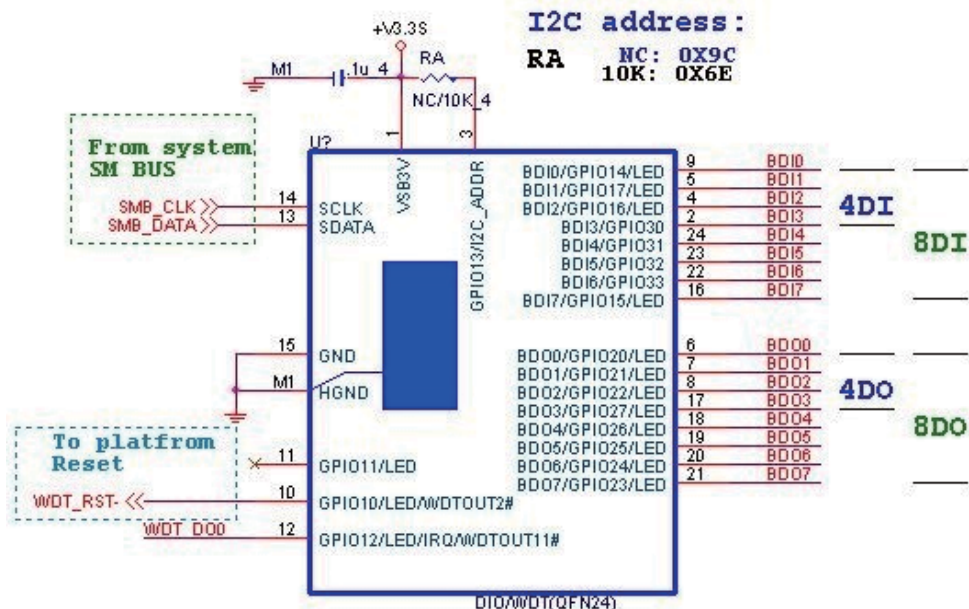 I2C address:
RA NC: 0X9C
10K: 0X6E
+V3.3S
M1 .1u_4 RA
NC/10K_4
1 3
From system
SM BUS
SMB_CLK 14
SMB_DATA 13
U?
SCLK
SDATA
VSB3V
GPIO13/I2C_ADDR
BDI0/GPIO14/LED 9 BDI0
BDI1/GPIO17/LED 5 BDI1
BDI2/GPIO16/LED 4 BDI2
BDI3/GPIO30 2 BDI3
BDI4/GPIO31 24 BDI4
BDI5/GPIO32 23 BDI5
BDI6/GPIO33 22 BDI6
BDI7/GPIO15/LED 16 BDI7
4DI
8DI
15 GND
M1 HGND
BDO0/GPIO20/LED 6 BDO0
BDO1/GPIO21/LED 7 BDO1
BDO2/GPIO22/LED 8 BDO2
BDO3/GPIO27/LED 17 BDO3
BDO4/GPIO26/LED 18 BDO4
BDO5/GPIO25/LED 19 BDO5
BDO6/GPIO24/LED 20 BDO6
BDO7/GPIO23/LED 21 BDO7
4DO
8DO
To platfrom
Reset
11 GPIO11/LED
WDT_RST- 10 GPIO10/LED/WDTOUT2#
WDT_DO0 12 GPIO12/LED/IRQ/WDTOUT11#
DIO/WDT(QFN24)